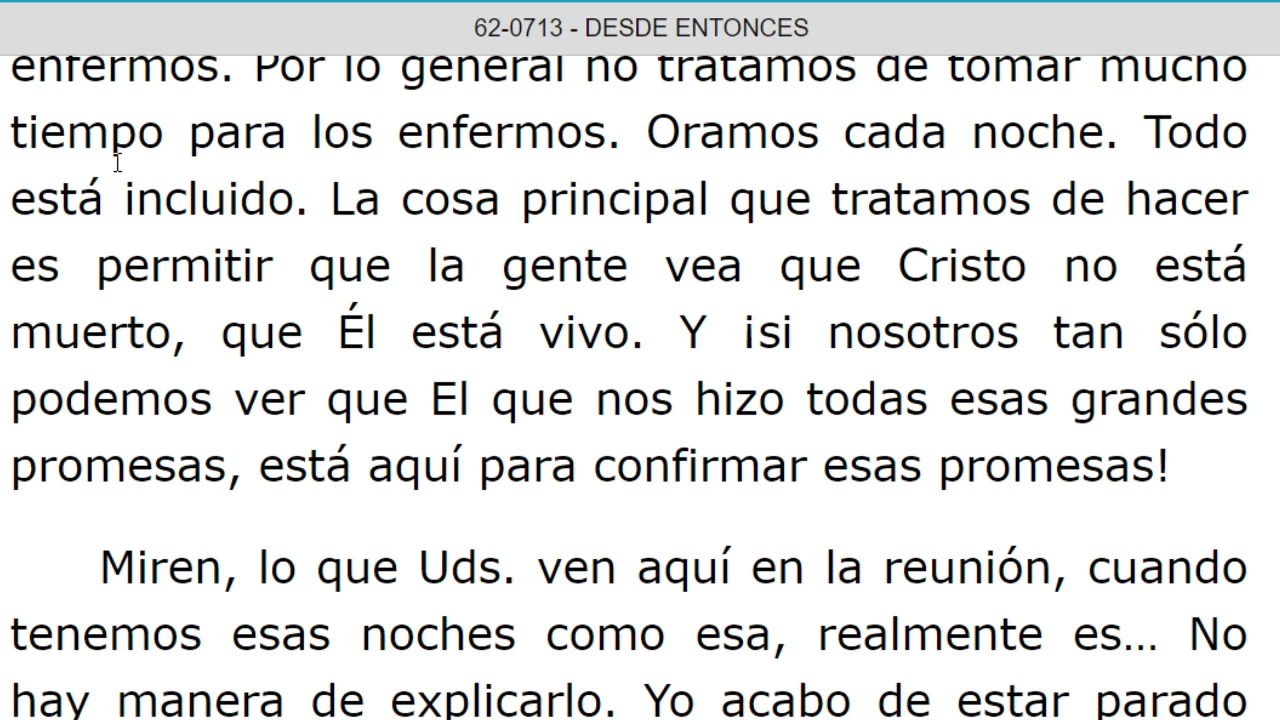 62-0713 - DESDE ENTONCES
enfermos. Por lo general no tratamos de tomar mucho
tiempo para los enfermos. Oramos cada noche. Todo
está incluido. La cosa principal que tratamos de hacer
es permitir que la gente vea que Cristo no está
muerto, que Él está vivo. Y ¡si nosotros tan sólo
podemos ver que El que nos hizo todas esas grandes
promesas, está aquí para confirmar esas promesas!
Miren, lo que Uds. ven aquí en la reunión, cuando
tenemos esas noches como esa, realmente es... No
hay manera de explicarlo. Yo acabo de estar parado